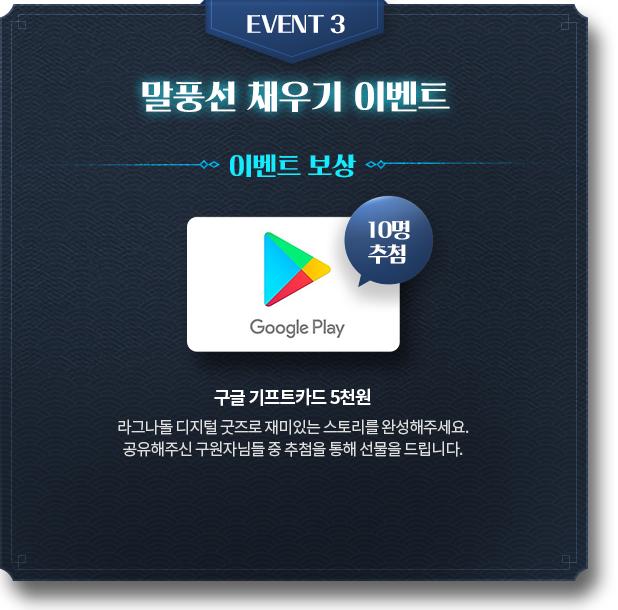 EVENT 3
말풍선 채우기 이벤트
이벤트 보상
10명
추첨
Google Play
구글 기프트카드 5천원
라그나돌 디지털 굿즈로 재미있는 스토리를 완성해주세요.
공유해주신 구원자님들 중 추첨을 통해 선물을 드립니다.